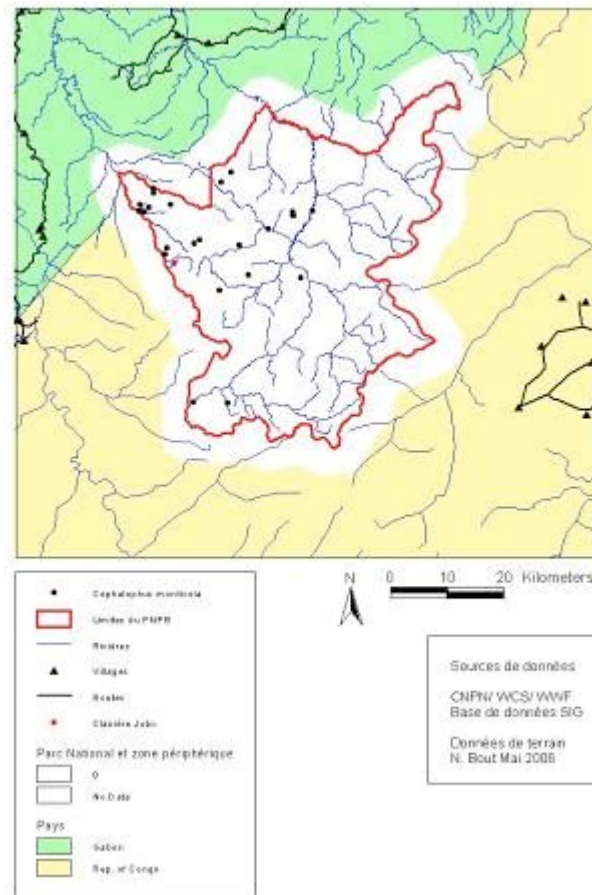 N
0 10 20 Kilometers
Cephalophus monticola
Limites du PNPB
Rivières
Villages
Routes
Clairière Jobo
Parc National et zone périphérique
0
No Data
Pays
Gabon
Rep. of Congo
Sources de données
CNPN/ WCS/ WWF
Base de données SIG
Données de terrain
N. Bout Mai 2006